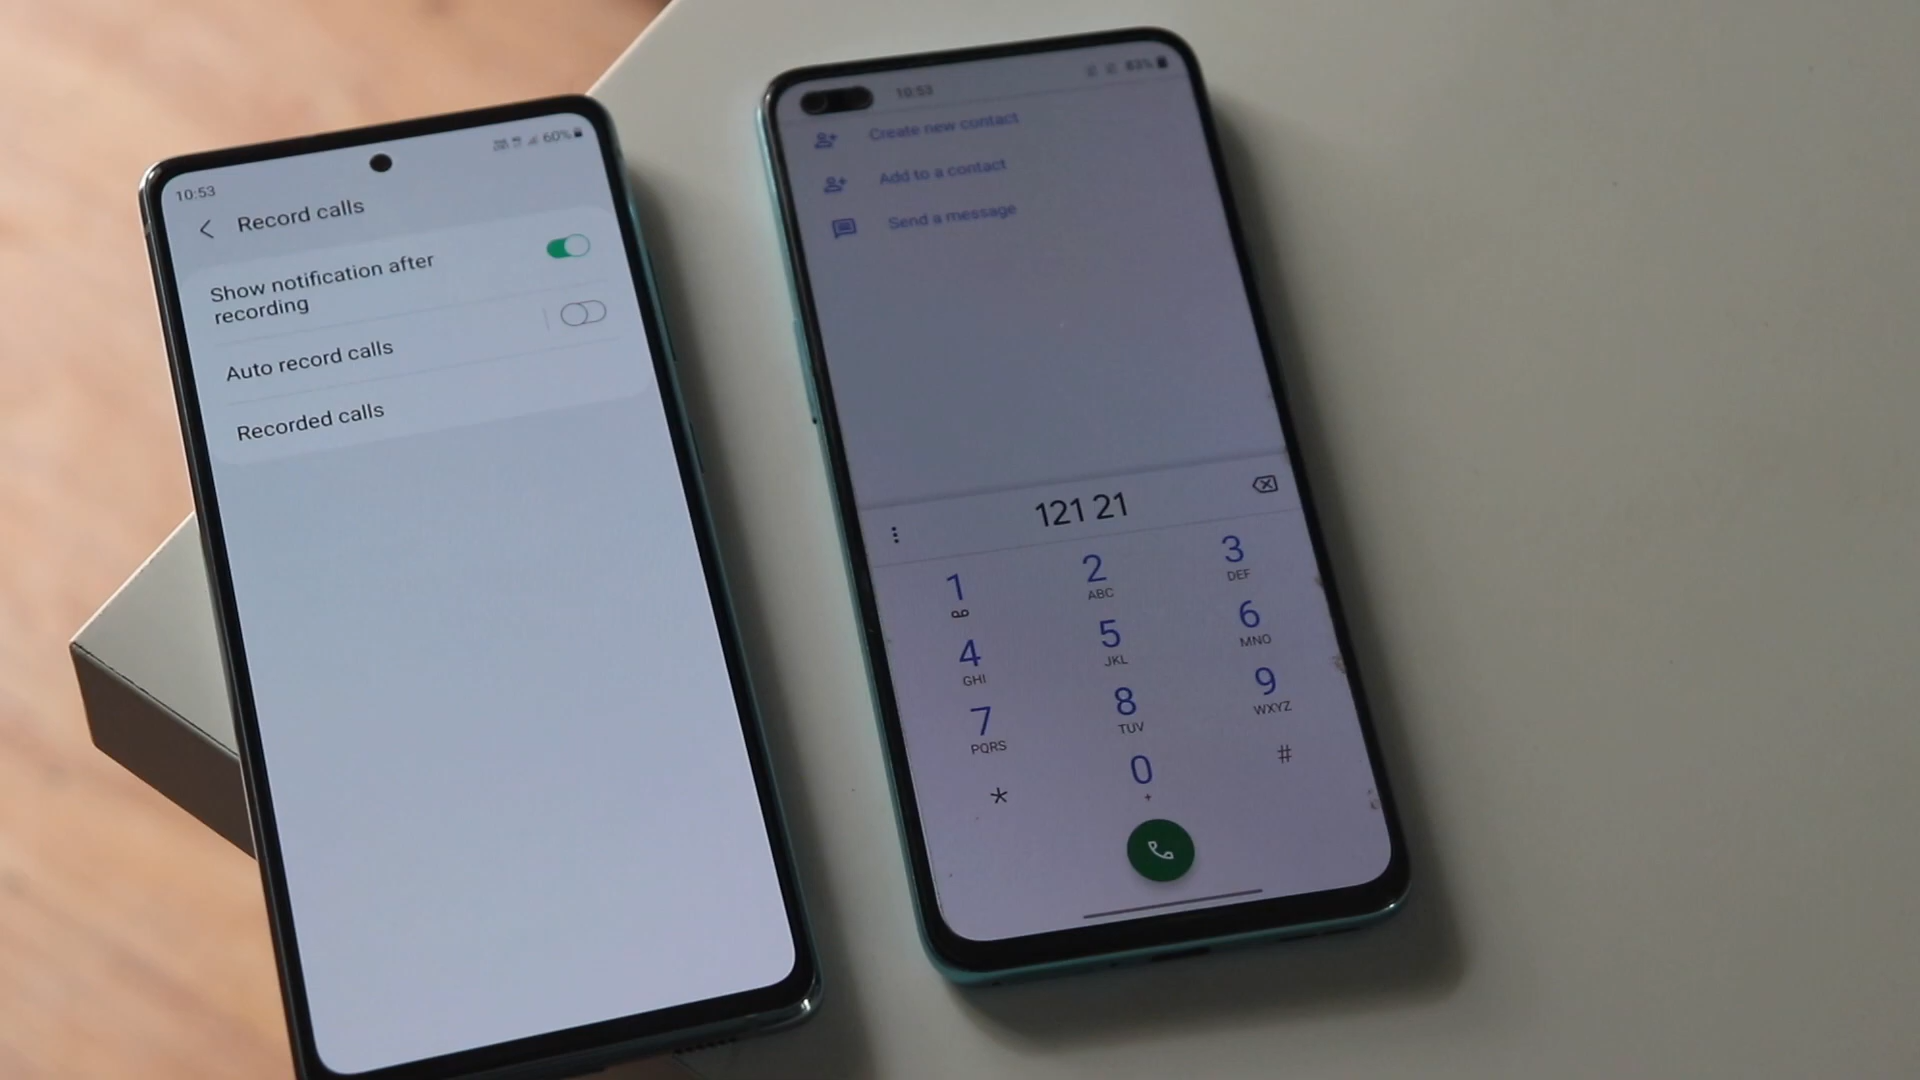 10:53
60%
Record calls
Show notification after
recording
Auto record calls
Recorded calls
10:53
63%
Create new contact
Add to a contact
Send a message
121 21
1
2
ABC
3
DEF
4
GHI
5
JKL
6
MNO
7
PQRS
8
TUV
9
WXYZ
*
0
+
#